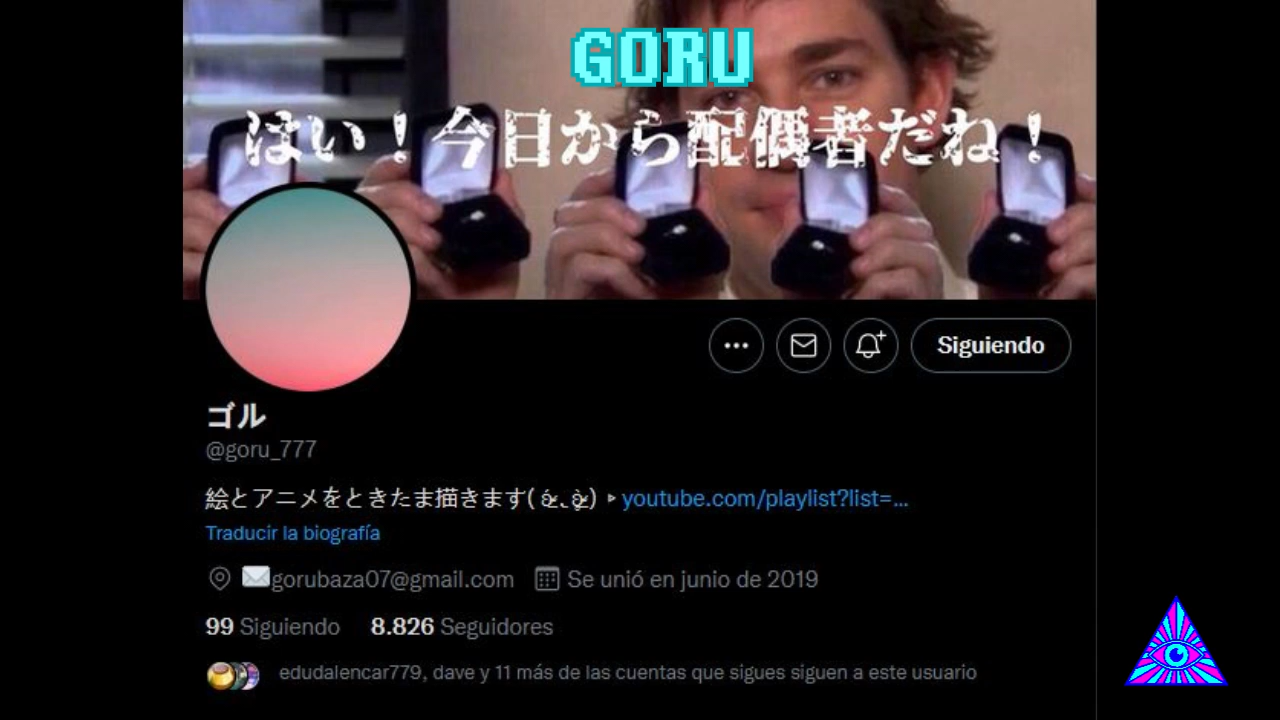 GORU
はい！今日から配偶者だね！
Siguiendo
ゴル
@goru_777
絵とアニメをときたま描きます( ˘ ) ▸ youtube.com/playlist?list=...
Traducir la biografía
gorubaza07@gmail.com Se unió en junio de 2019
99 Siguiendo 8.826 Seguidores
edudalencar779, dave y 11 más de las cuentas que sigues siguen a este usuario